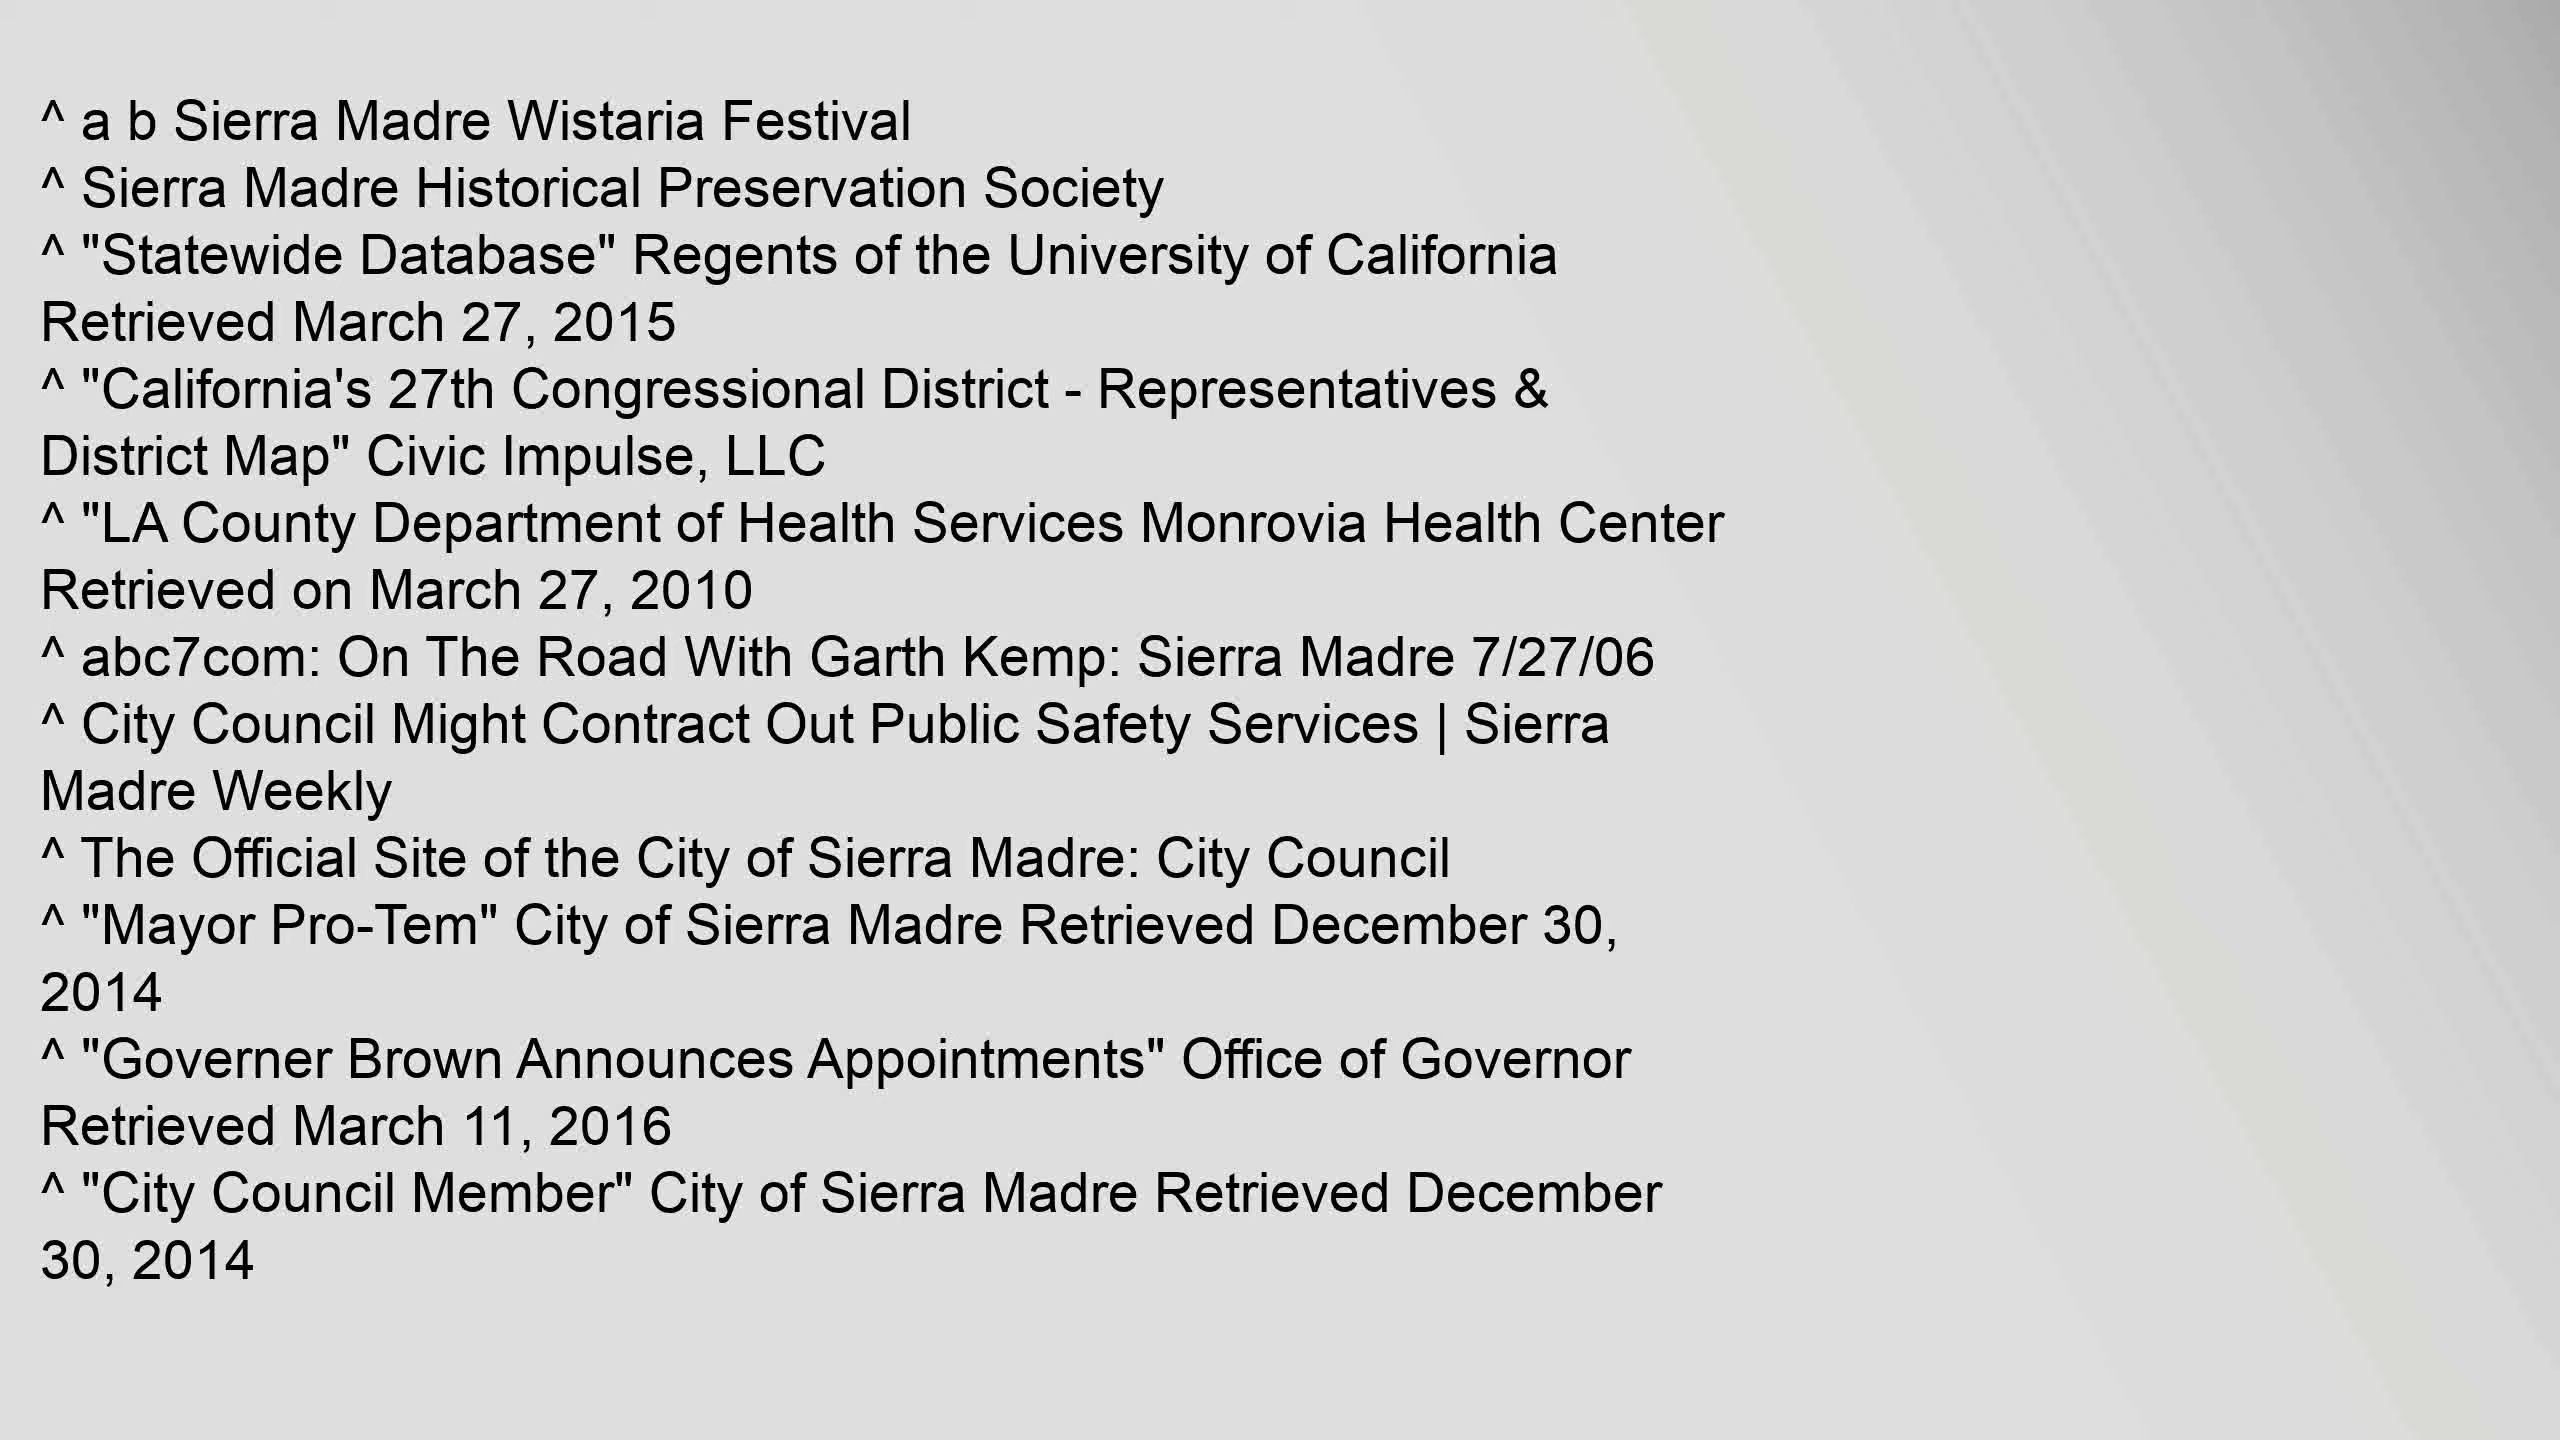 ^ a b Sierra Madre Wistaria Festival
^ Sierra Madre Historical Preservation Society
^ "Statewide Database" Regents of the University of California
Retrieved March 27, 2015
^ "California's 27th Congressional District - Representatives &
District Map" Civic Impulse, LLC
^ "LA County Department of Health Services Monrovia Health Center
Retrieved on March 27, 2010
^ abc7com: On The Road With Garth Kemp: Sierra Madre 7/27/06
^ City Council Might Contract Out Public Safety Services | Sierra
Madre Weekly
^ The Official Site of the City of Sierra Madre: City Council
^ "Mayor Pro-Tem" City of Sierra Madre Retrieved December 30,
2014
^ "Governer Brown Announces Appointments" Office of Governor
Retrieved March 11, 2016
^ "City Council Member" City of Sierra Madre Retrieved December
30, 2014